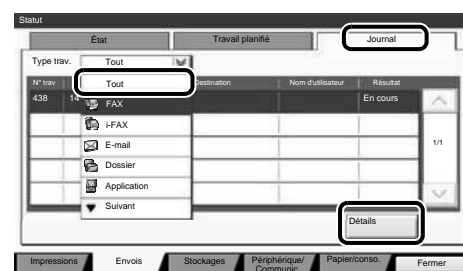 Statut
État Travail planifié Journal
Type trav. Tout
Tout
N° trav Destination Nom d'utilisateur Résultat
438 14 FAX En cours
i-FAX
E-mail 1/1
Dossier
Application
Suivant
Détails
Impressions Envois Stockages Périphérique/ Communic. Papier/conso. Fermer